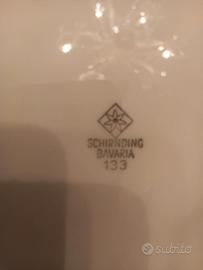 SCHIRNDING
BAVARIA
133
subito